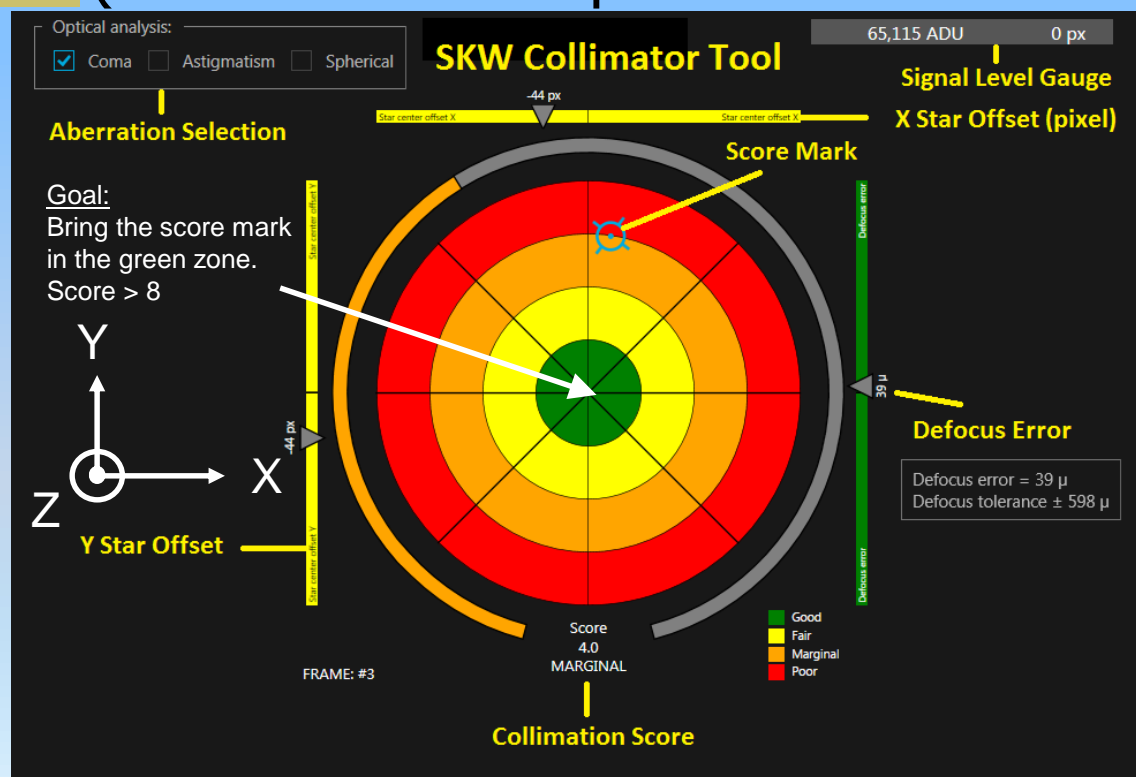 Optical analysis:
Coma Astigmatism Spherical
SKW Collimator Tool
65,115 ADU 0 px
Signal Level Gauge
Aberration Selection
-44 px
Star center offset X Star center offset X
X Star Offset (pixel)
Score Mark
Goal:
Bring the score mark
in the green zone.
Score > 8
Star center offset Y
Defocus error
Y
X
Z
-44 px
39 µ
Defocus Error
Defocus error = 39 µ
Defocus tolerance ± 598 µ
Y Star Offset
Star center offset Y
Defocus error
Score
4.0
MARGINAL
FRAME: #3
Good
Fair
Marginal
Poor
Collimation Score